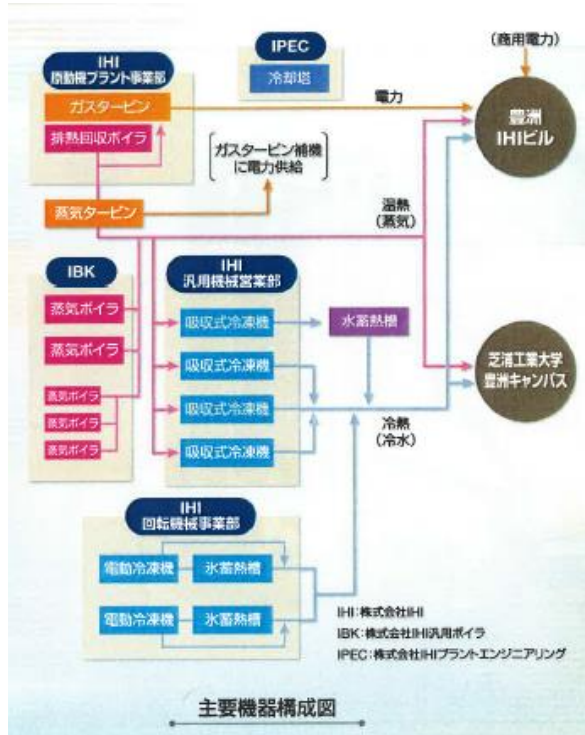 IPEC
冷却塔
(商用電力)
IHI
原動機プラント事業部
ガスタービン
排熱回収ボイラ
電力
豊洲
IHIビル
ガスタービン補機
に電力供給
蒸気タービン
温熱
(蒸気)
IBK
蒸気ボイラ
蒸気ボイラ
蒸気ボイラ
蒸気ボイラ
蒸気ボイラ
IHI
汎用機械営業部
吸収式冷凍機
吸収式冷凍機
吸収式冷凍機
吸収式冷凍機
水蓄熱槽
芝浦工業大学
豊洲キャンパス
冷熱
(冷水)
IHI
回転機械事業部
電動冷凍機
氷蓄熱槽
電動冷凍機
氷蓄熱槽
IHI:株式会社IHI
IBK:株式会社IHI汎用ボイラ
IPEC:株式会社IHIプラントエンジニアリング
主要機器構成図